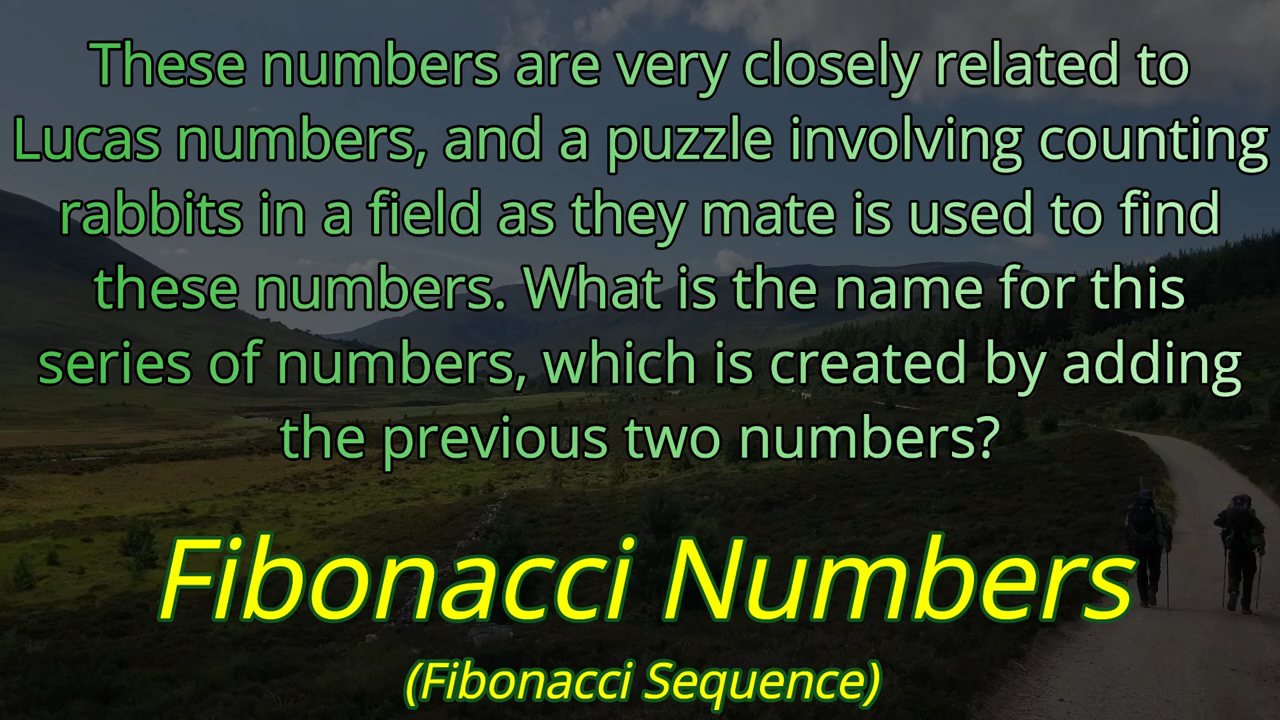 These numbers are very closely related to
Lucas numbers, and a puzzle involving counting
rabbits in a field as they mate is used to find
these numbers. What is the name for this
series of numbers, which is created by adding
the previous two numbers?
Fibonacci Numbers
(Fibonacci Sequence)